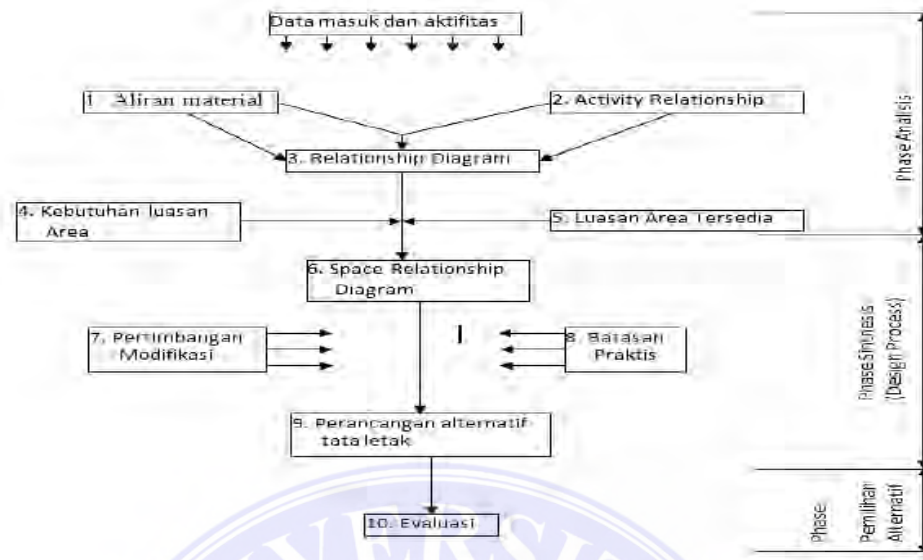 Data masuk dan aktifitas
1. Aliran material
2. Activity Relationship
3. Relationship Diagram
4. Kebutuhan luasan
Area
5. Luasan Area Tersedia
6. Space Relationship
Diagram
7. Pertimbangan
Modifikasi
8. Batasan
Praktis
9. Perancangan alternatif
tata letak
10. Evaluasi
Phase Analisis
Phase Sintnesis
(Design Process)
Phase
Pemilihan
Alternatif
VERSI